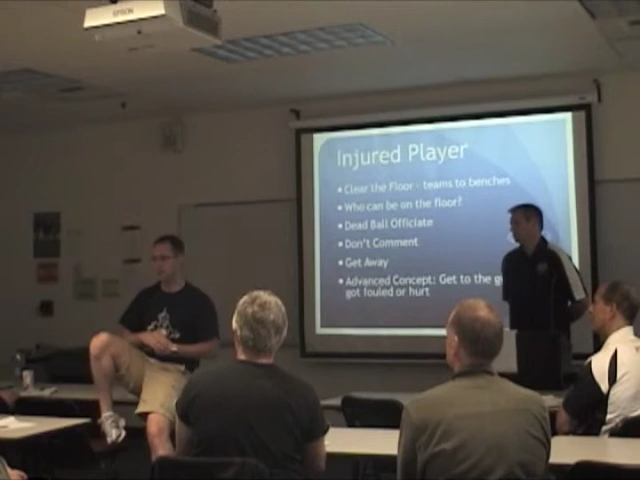 EPSON
Injured Player
• Clear the Floor - teams to benches
• Who can be on the floor?
• Dead Ball Officiate
• Don't Comment
• Get Away
• Advanced Concept: Get to the
got fouled or hurt